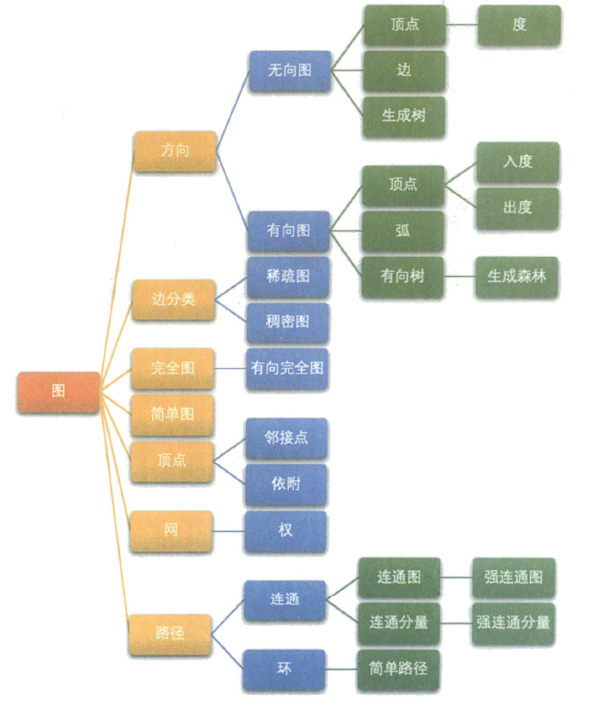 图
方向
无向图
顶点
度
边
生成树
有向图
顶点
入度
出度
弧
有向树
生成森林
边分类
稀疏图
稠密图
完全图
有向完全图
简单图
顶点
邻接点
依附
网
权
路径
连通
连通图
强连通图
连通分量
强连通分量
环
简单路径